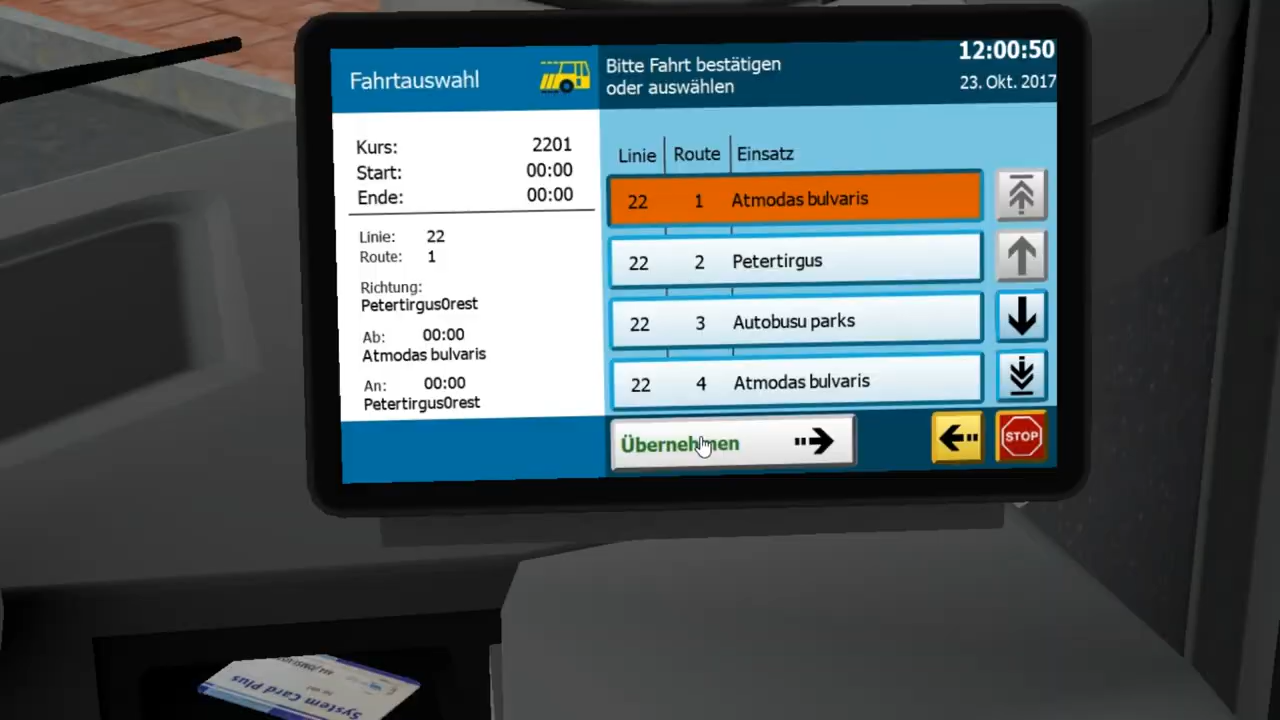 Fahrtauswahl
Bitte Fahrt bestätigen
oder auswählen
12:00:50
23. Okt. 2017
Kurs: 2201
Start: 00:00
Ende: 00:00
Linie: 22
Route: 1
Richtung:
Petertirgus0rest
Ab: 00:00
Atmodas bulvaris
An: 00:00
Petertirgus0rest
Linie Route Einsatz
22 1 Atmodas bulvaris
22 2 Petertirgus
22 3 Autobusu parks
22 4 Atmodas bulvaris
Übernehmen
STOP
System Card Plus